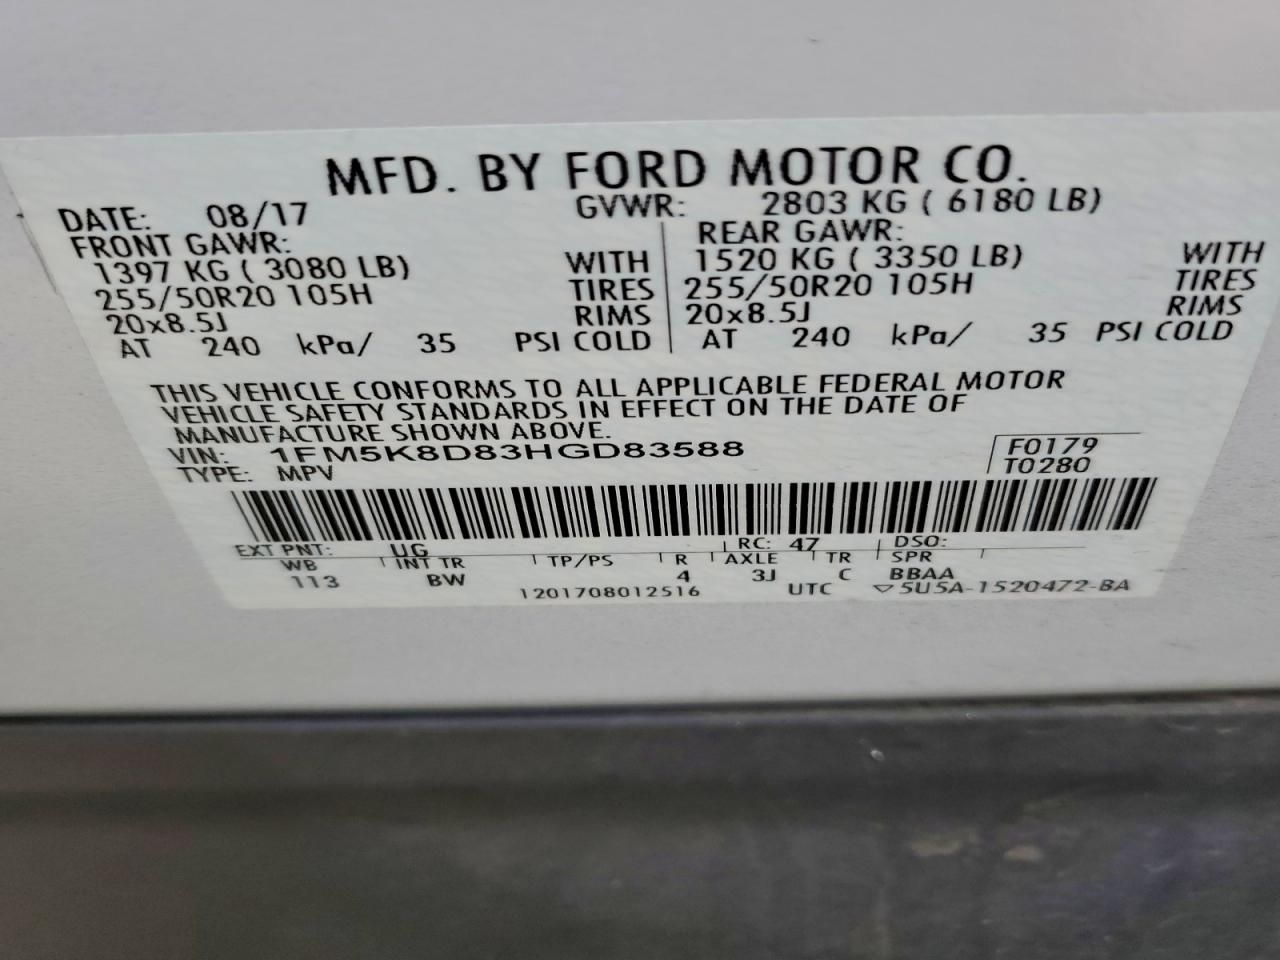 MFD. BY FORD MOTOR CO.
DATE: 08/17 GVWR: 2803 KG ( 6180 LB)
FRONT GAWR: REAR GAWR:
1397 KG ( 3080 LB) WITH 1520 KG ( 3350 LB) WITH
255/50R20 105H TIRES 255/50R20 105H TIRES
20x8.5J RIMS 20x8.5J RIMS
AT 240 kPa/ 35 PSI COLD AT 240 kPa/ 35 PSI COLD
THIS VEHICLE CONFORMS TO ALL APPLICABLE FEDERAL MOTOR
VEHICLE SAFETY STANDARDS IN EFFECT ON THE DATE OF
MANUFACTURE SHOWN ABOVE.
VIN: 1FM5K8D83HGD83588 F0179
TYPE: MPV T0280
EXT PNT: UG RC: 47 DSO:
WB INT TR TP/PS R AXLE TR SPR
113 BW 4 3J C BBAA
1201708012516 UTC ▽5U5A-1520472-BA